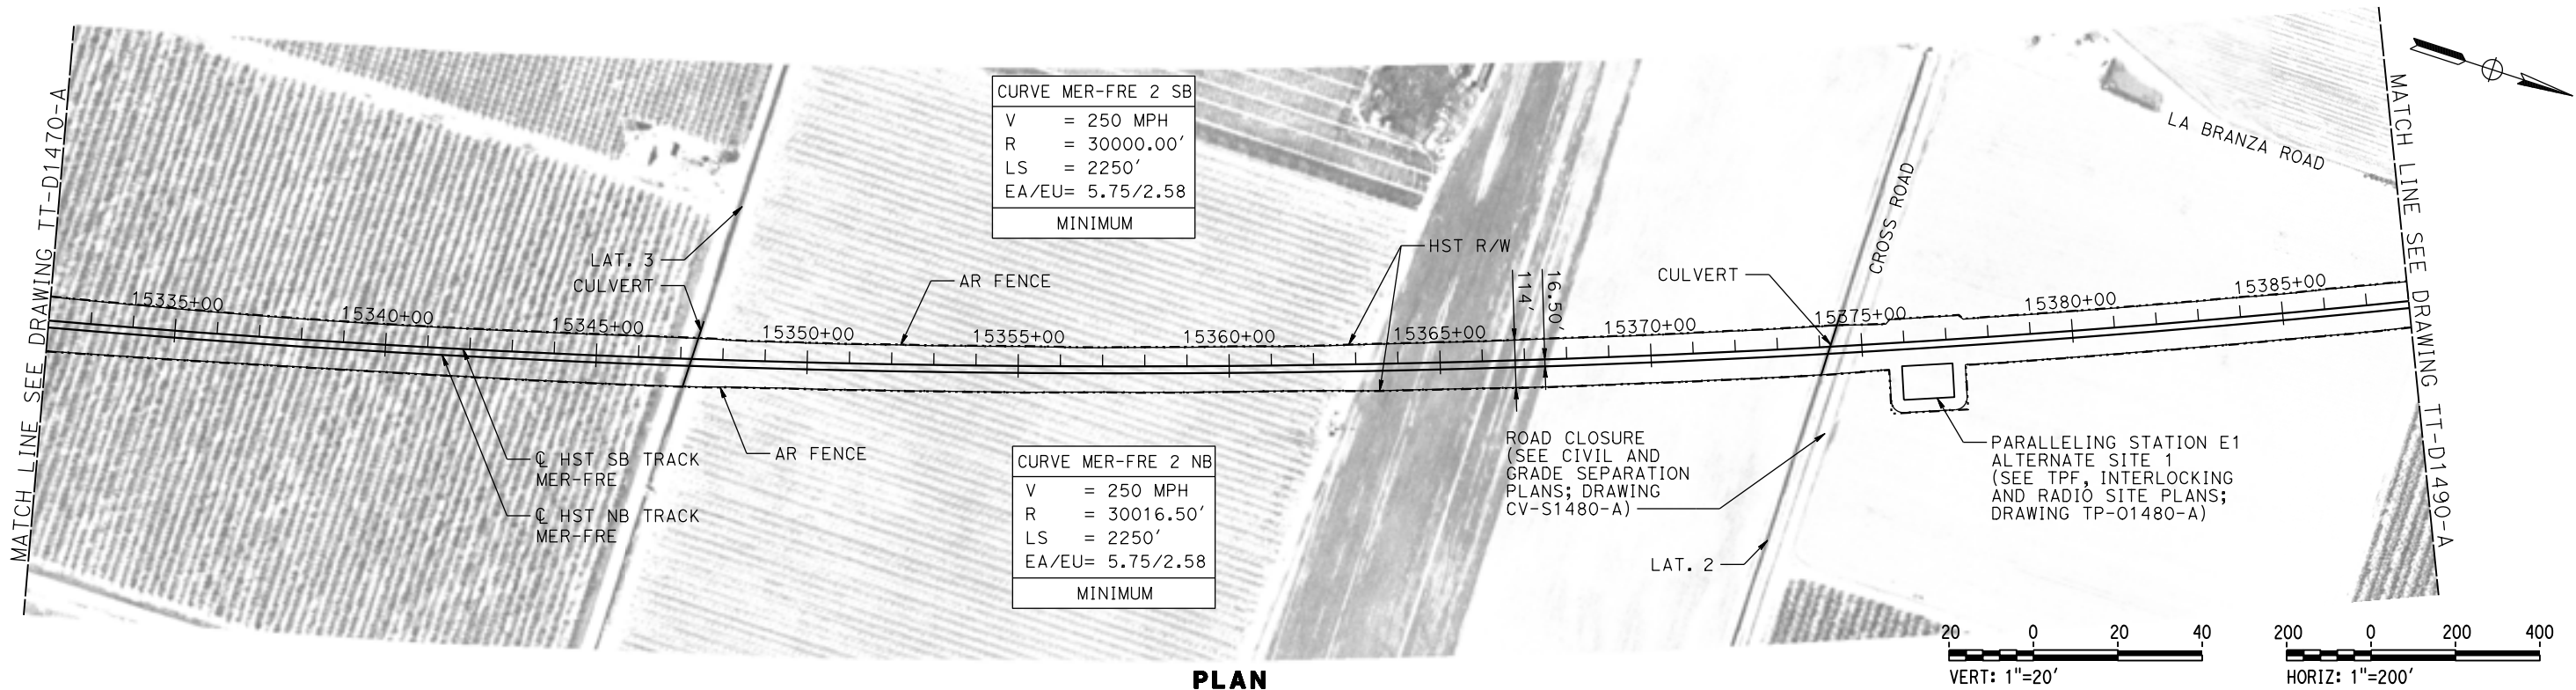 MATCH LINE SEE DRAWING TT-D1470-A
CURVE MER-FRE 2 SB
V = 250 MPH
R = 30000.00'
LS = 2250'
EA/EU= 5.75/2.58
MINIMUM
LA BRANZA ROAD
MATCH LINE SEE DRAWING TT-D1490-A
CROSS ROAD
LAT. 3
CULVERT
AR FENCE
HST R/W
114'
16.50'
CULVERT
15335+00
15340+00
15345+00
15350+00
15355+00
15360+00
15365+00
15370+00
15375+00
15380+00
15385+00
℄ HST SB TRACK
MER-FRE
℄ HST NB TRACK
MER-FRE
AR FENCE
CURVE MER-FRE 2 NB
V = 250 MPH
R = 30016.50'
LS = 2250'
EA/EU= 5.75/2.58
MINIMUM
ROAD CLOSURE
(SEE CIVIL AND
GRADE SEPARATION
PLANS; DRAWING
CV-S1480-A)
LAT. 2
PARALLELING STATION E1
ALTERNATE SITE 1
(SEE TPF, INTERLOCKING
AND RADIO SITE PLANS;
DRAWING TP-O1480-A)
20 0 20 40
VERT: 1"=20'
200 0 200 400
HORIZ: 1"=200'
PLAN